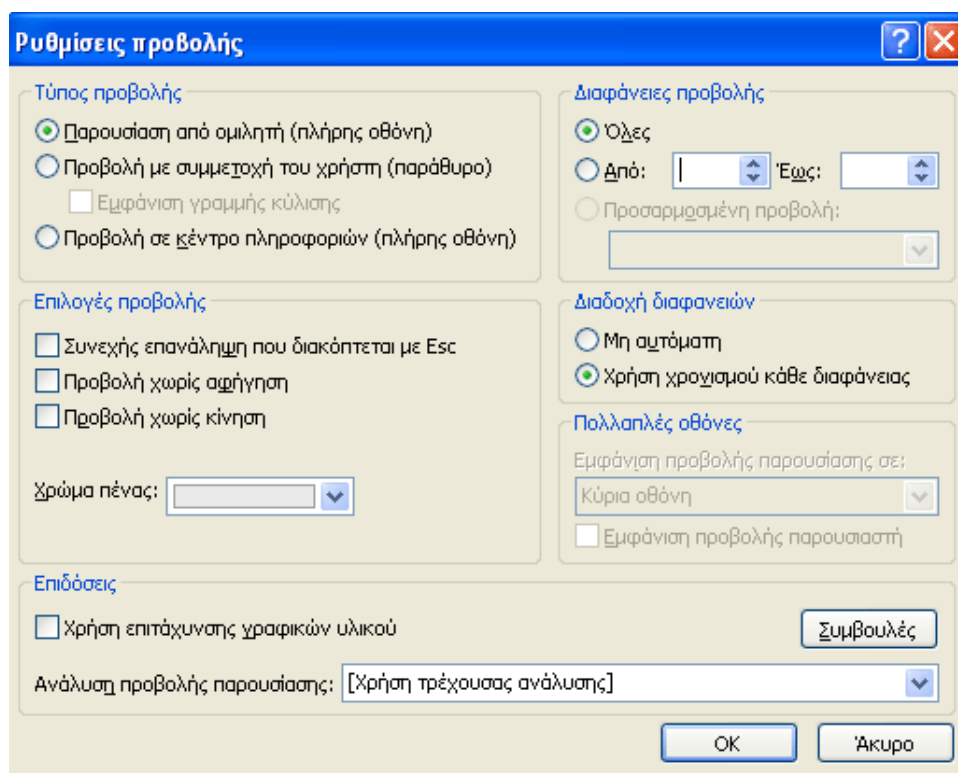 Ρυθμίσεις προβολής
Τύπος προβολής
Παρουσίαση από ομιλητή (πλήρης οθόνη)
Προβολή με συμμετοχή του χρήστη (παράθυρο)
Εμφάνιση γραμμής κύλισης
Προβολή σε κέντρο πληροφοριών (πλήρης οθόνη)
Διαφάνειες προβολής
Όλες
Από: Έως:
Προσαρμοσμένη προβολή:
Επιλογές προβολής
Συνεχής επανάληψη που διακόπτεται με Esc
Προβολή χωρίς αφήγηση
Προβολή χωρίς κίνηση
Χρώμα πένας:
Διαδοχή διαφανειών
Μη αυτόματη
Χρήση χρονισμού κάθε διαφάνειας
Πολλαπλές οθόνες
Εμφάνιση προβολής παρουσίασης σε:
Κύρια οθόνη
Εμφάνιση προβολής παρουσιαστή
Επιδόσεις
Χρήση επιτάχυνσης γραφικών υλικού
Συμβουλές
Ανάλυση προβολής παρουσίασης: [Χρήση τρέχουσας ανάλυσης]
OK Άκυρο